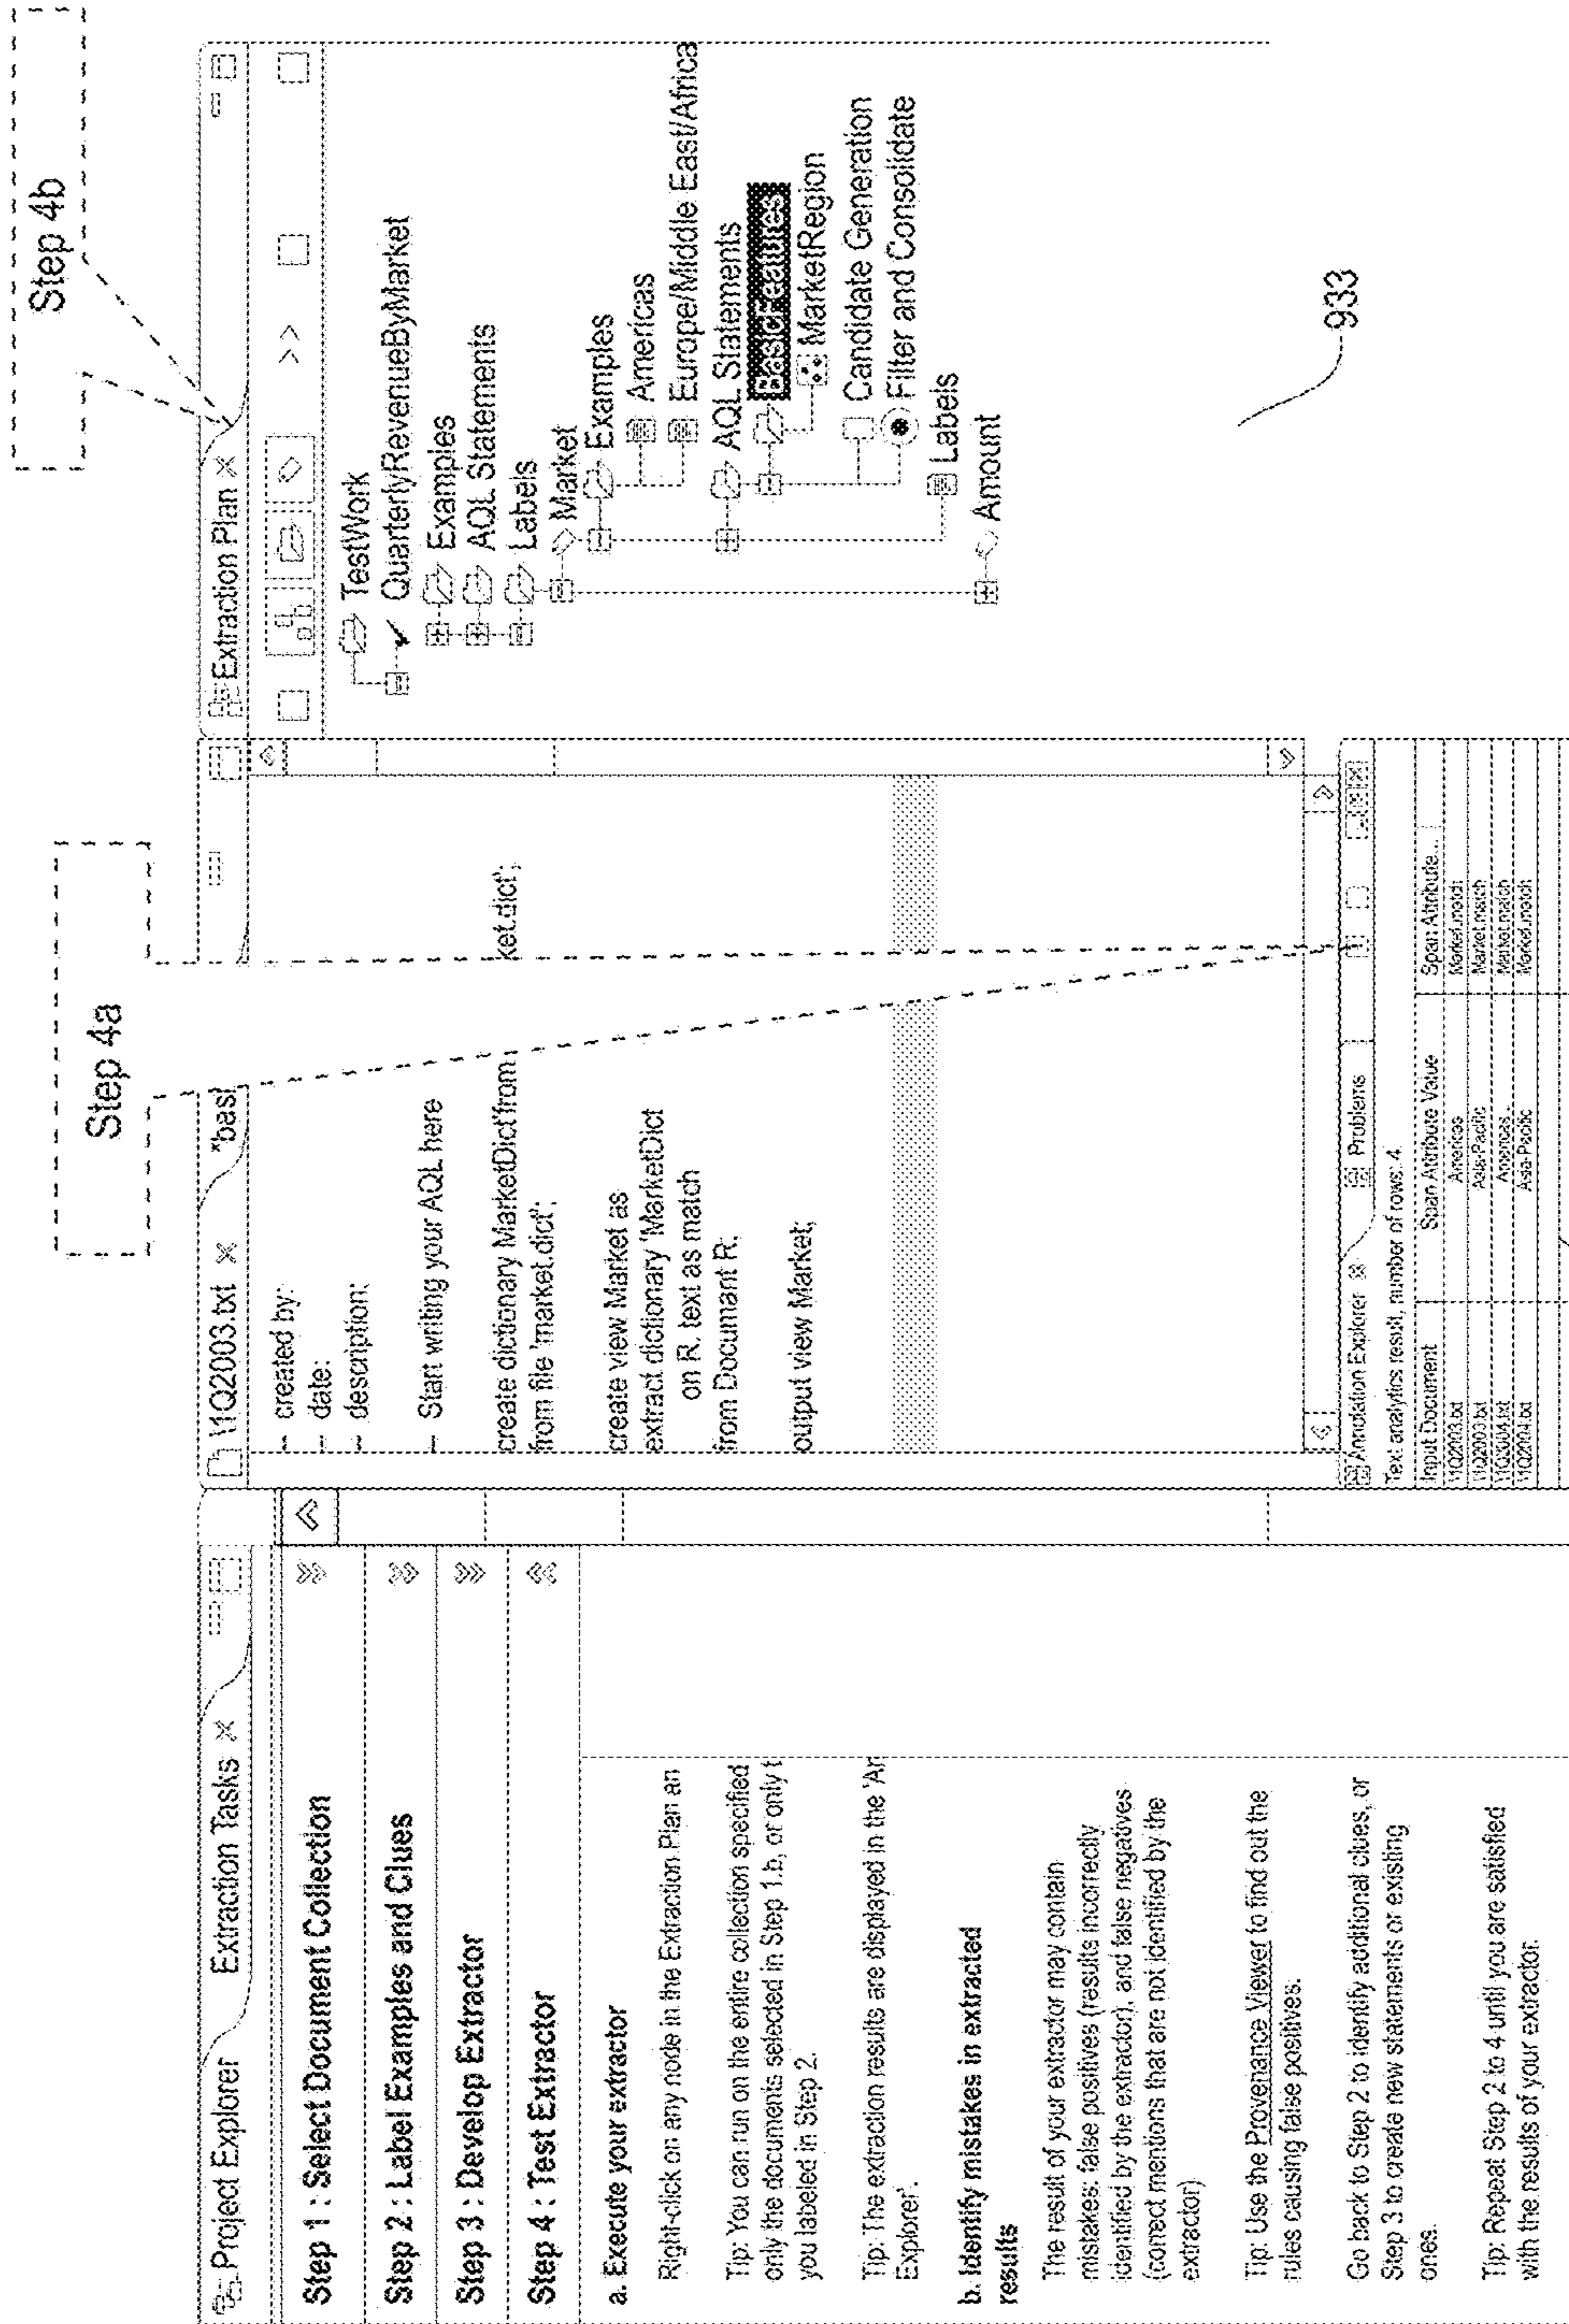 Step 4a
Step 4b
Project Explorer
Extraction Tasks
Step 1 : Select Document Collection
Step 2 : Label Examples and Clues
Step 3 : Develop Extractor
Step 4 : Test Extractor
a. Execute your extractor
Right-click on any node in the Extraction Plan an
Tip: You can run on the entire collection specified
only the documents selected in Step 1.b, or only t
you labeled in Step 2.
Tip: The extraction results are displayed in the 'An
Explorer'.
b. Identify mistakes in extracted
results
The result of your extractor may contain
mistakes: false positives (results incorrectly
identified by the extractor), and false negatives
(correct mentions that are not identified by the
extractor)
Tip: Use the Provenance Viewer to find out the
rules causing false positives.
Go back to Step 2 to identify additional clues, or
Step 3 to create new statements or existing
ones.
Tip: Repeat Step 2 to 4 until you are satisfied
with the results of your extractor.
\1Q2003.txt
*basi
-- created by:
-- date:
-- description:
-- Start writing your AQL here
create dictionary MarketDict'from ket.dict';
from file 'market.dict';
create view Market as
extract dictionary 'MarketDict
on R. text as match
from Documant R;
output view Market;
Annotation Explorer
Problems
Text analytics result, number of rows: 4
Input Document Span Attribute Value Span Attribute...
\1Q2003.txt Americas Market.match
\1Q2003.txt Asia-Pacific Market.match
\1Q2004.txt Americas... Market.match
\1Q2004.txt Asia-Pacific Market.match
Extraction Plan
>>
TestWork
QuarterlyRevenueByMarket
Examples
AQL Statements
Labels
Market
Examples
Americas
Europe/Middle East/Africa
AQL Statements
BasicFeatures
MarketRegion
Candidate Generation
Filter and Consolidate
Labels
Amount
933